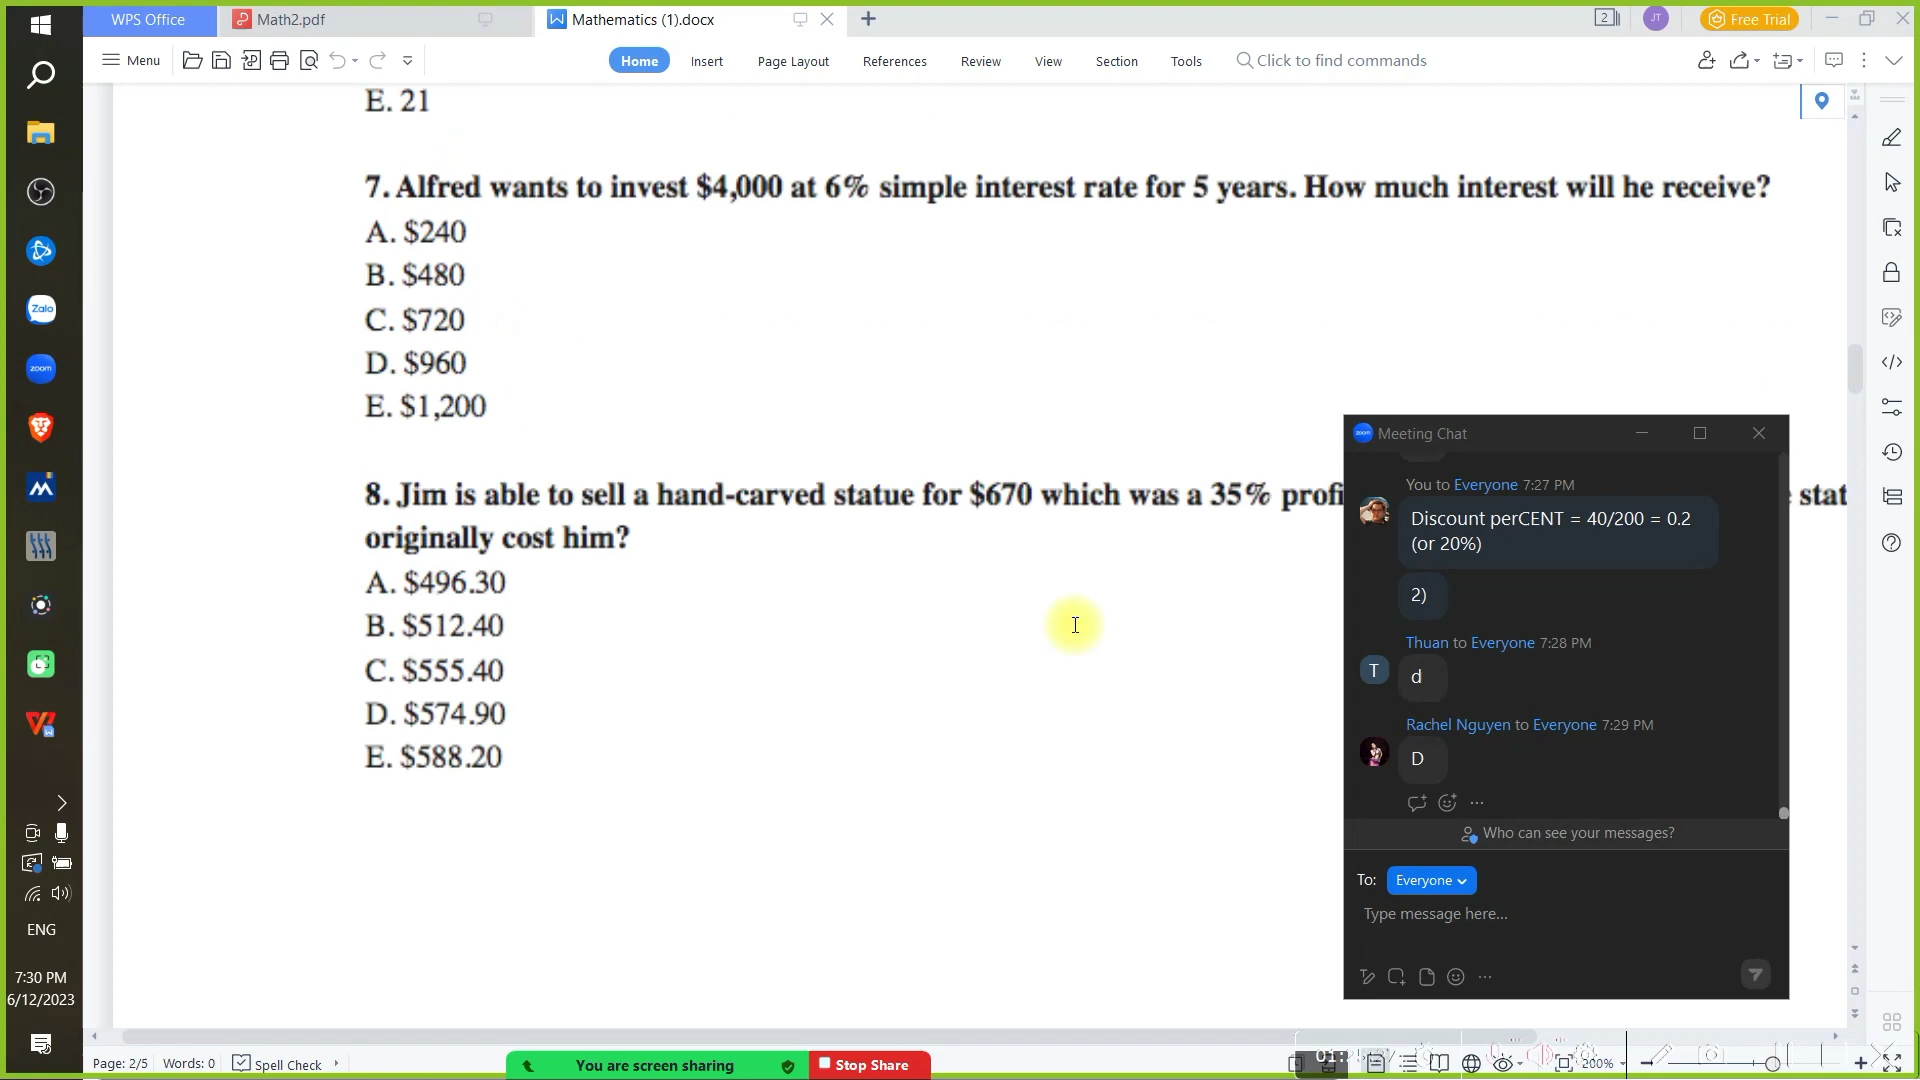 WPS Office
Math2.pdf
Mathematics (1).docx
2
JT
Free Trial
Menu
Home
Insert
Page Layout
References
Review
View
Section
Tools
Click to find commands
E. 21
7. Alfred wants to invest $4,000 at 6% simple interest rate for 5 years. How much interest will he receive?
A. $240
B. $480
C. $720
D. $960
E. $1,200
8. Jim is able to sell a hand-carved statue for $670 which was a 35%
originally cost him?
A. $496.30
B. $512.40
C. $555.40
D. $574.90
E. $588.20
zoom
Meeting Chat
You to Everyone 7:27 PM
Discount perCENT = 40/200 = 0.2
(or 20%)
2)
Thuan to Everyone 7:28 PM
T
d
Rachel Nguyen to Everyone 7:29 PM
D
Who can see your messages?
To:
Everyone
Type message here...
Zalo
zoom
ENG
7:30 PM
6/12/2023
Page: 2/5
Words: 0
Spell Check
You are screen sharing
Stop Share
200%